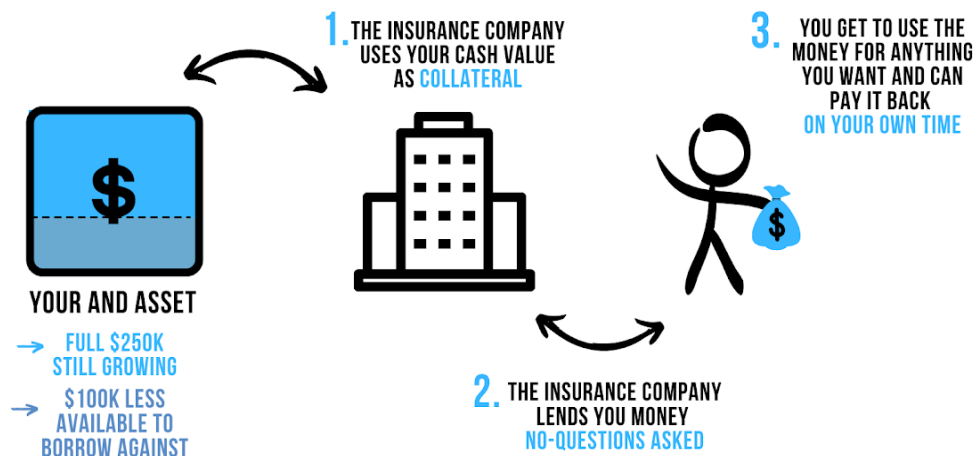 1. THE INSURANCE COMPANY
USES YOUR CASH VALUE
AS COLLATERAL
3. YOU GET TO USE THE
MONEY FOR ANYTHING
YOU WANT AND CAN
PAY IT BACK
ON YOUR OWN TIME
$
$
YOUR AND ASSET
FULL $250K
STILL GROWING
$100K LESS
AVAILABLE TO
BORROW AGAINST
2. THE INSURANCE COMPANY
LENDS YOU MONEY
NO-QUESTIONS ASKED